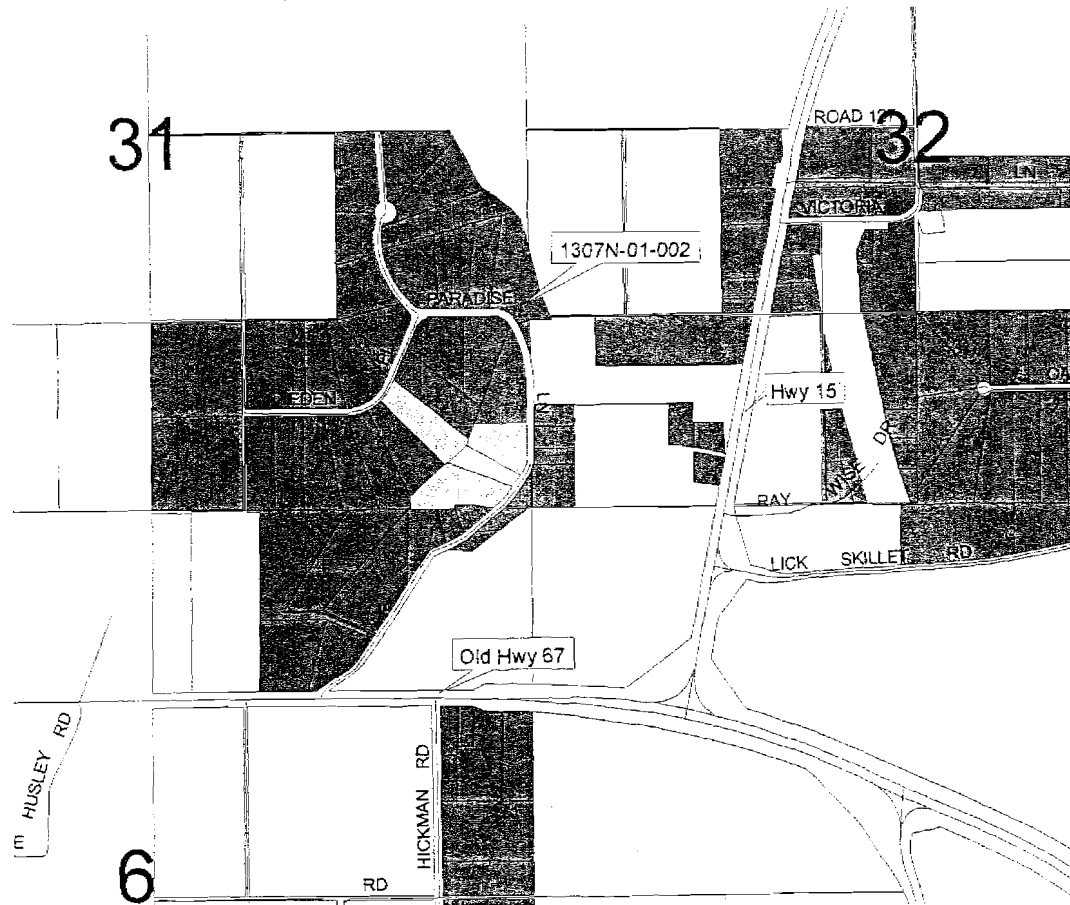 31
ROAD 12
32
LN
VICTORIA
1307N-01-002
PARADISE
Hwy 15
EDEN
LN
WISE DR
RAY
LICK SKILLET RD
Old Hwy 67
HUSLEY RD
HICKMAN RD
E
6
RD